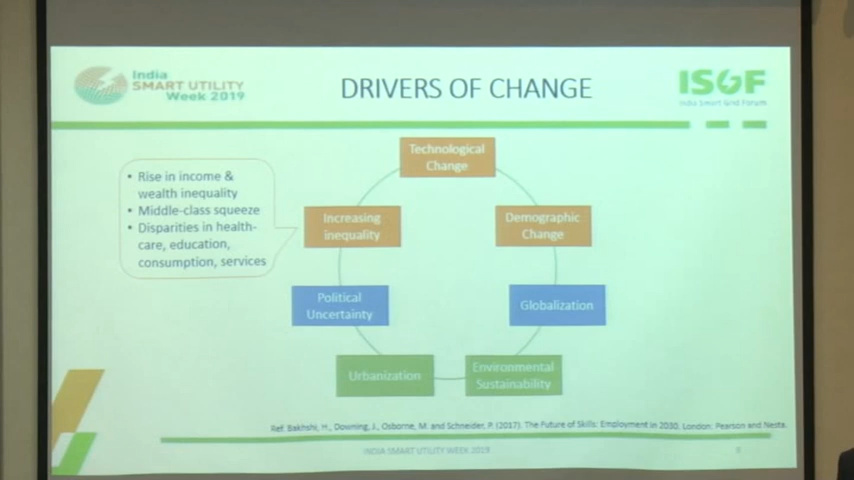 India
SMART UTILITY
Week 2019
DRIVERS OF CHANGE
ISGF
India Smart Grid Forum
Technological
Change
• Rise in income &
wealth inequality
• Middle-class squeeze
• Disparities in health-
care, education,
consumption, services
Increasing
inequality
Demographic
Change
Political
Uncertainty
Globalization
Urbanization
Environmental
Sustainability
Ref: Bakhshi, H., Downing, J., Osborne, M. and Schneider, P. (2017). The Future of Skills: Employment in 2030, London: Pearson and Nesta.
INDIA SMART UTILITY WEEK 2019